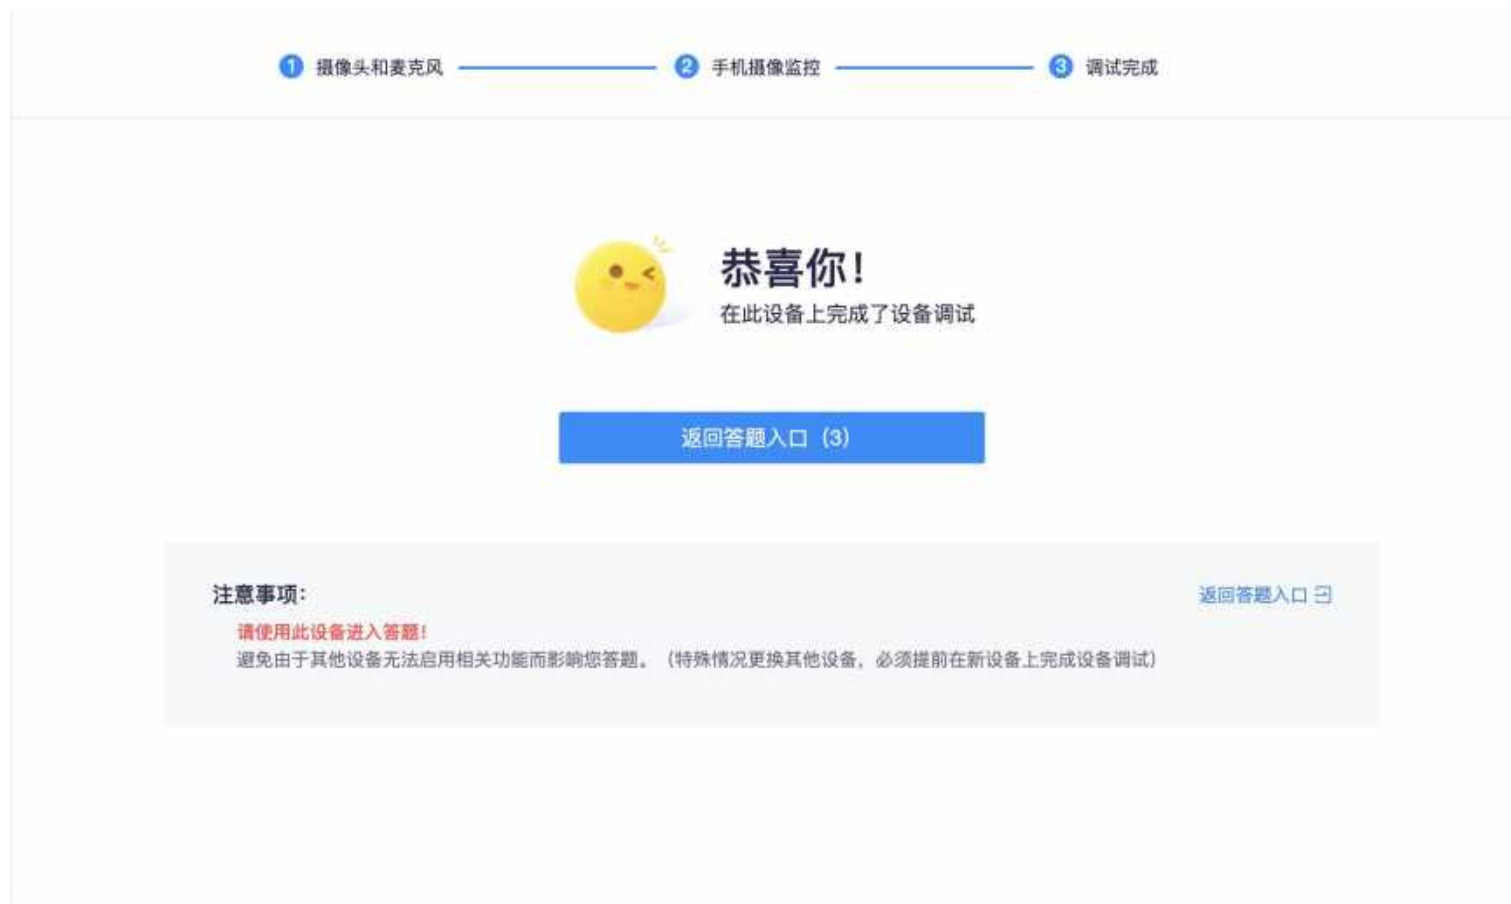 1 摄像头和麦克风 2 手机摄像监控 3 调试完成
恭喜你！
在此设备上完成了设备调试
返回答题入口（3）
注意事项： 返回答题入口
请使用此设备进入答题！
避免由于其他设备无法启用相关功能而影响您答题。（特殊情况更换其他设备，必须提前在新设备上完成设备调试）